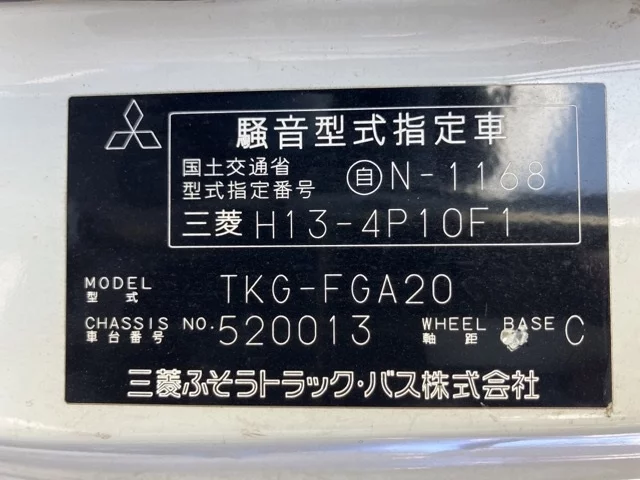 騒音型式指定車
国土交通省
型式指定番号 自N-1168
三菱 H13-4P10F1
MODEL TKG-FGA20
型式
CHASSIS NO. 520013 WHEEL BASE C
車台番号 軸距
三菱ふそうトラック・バス株式会社